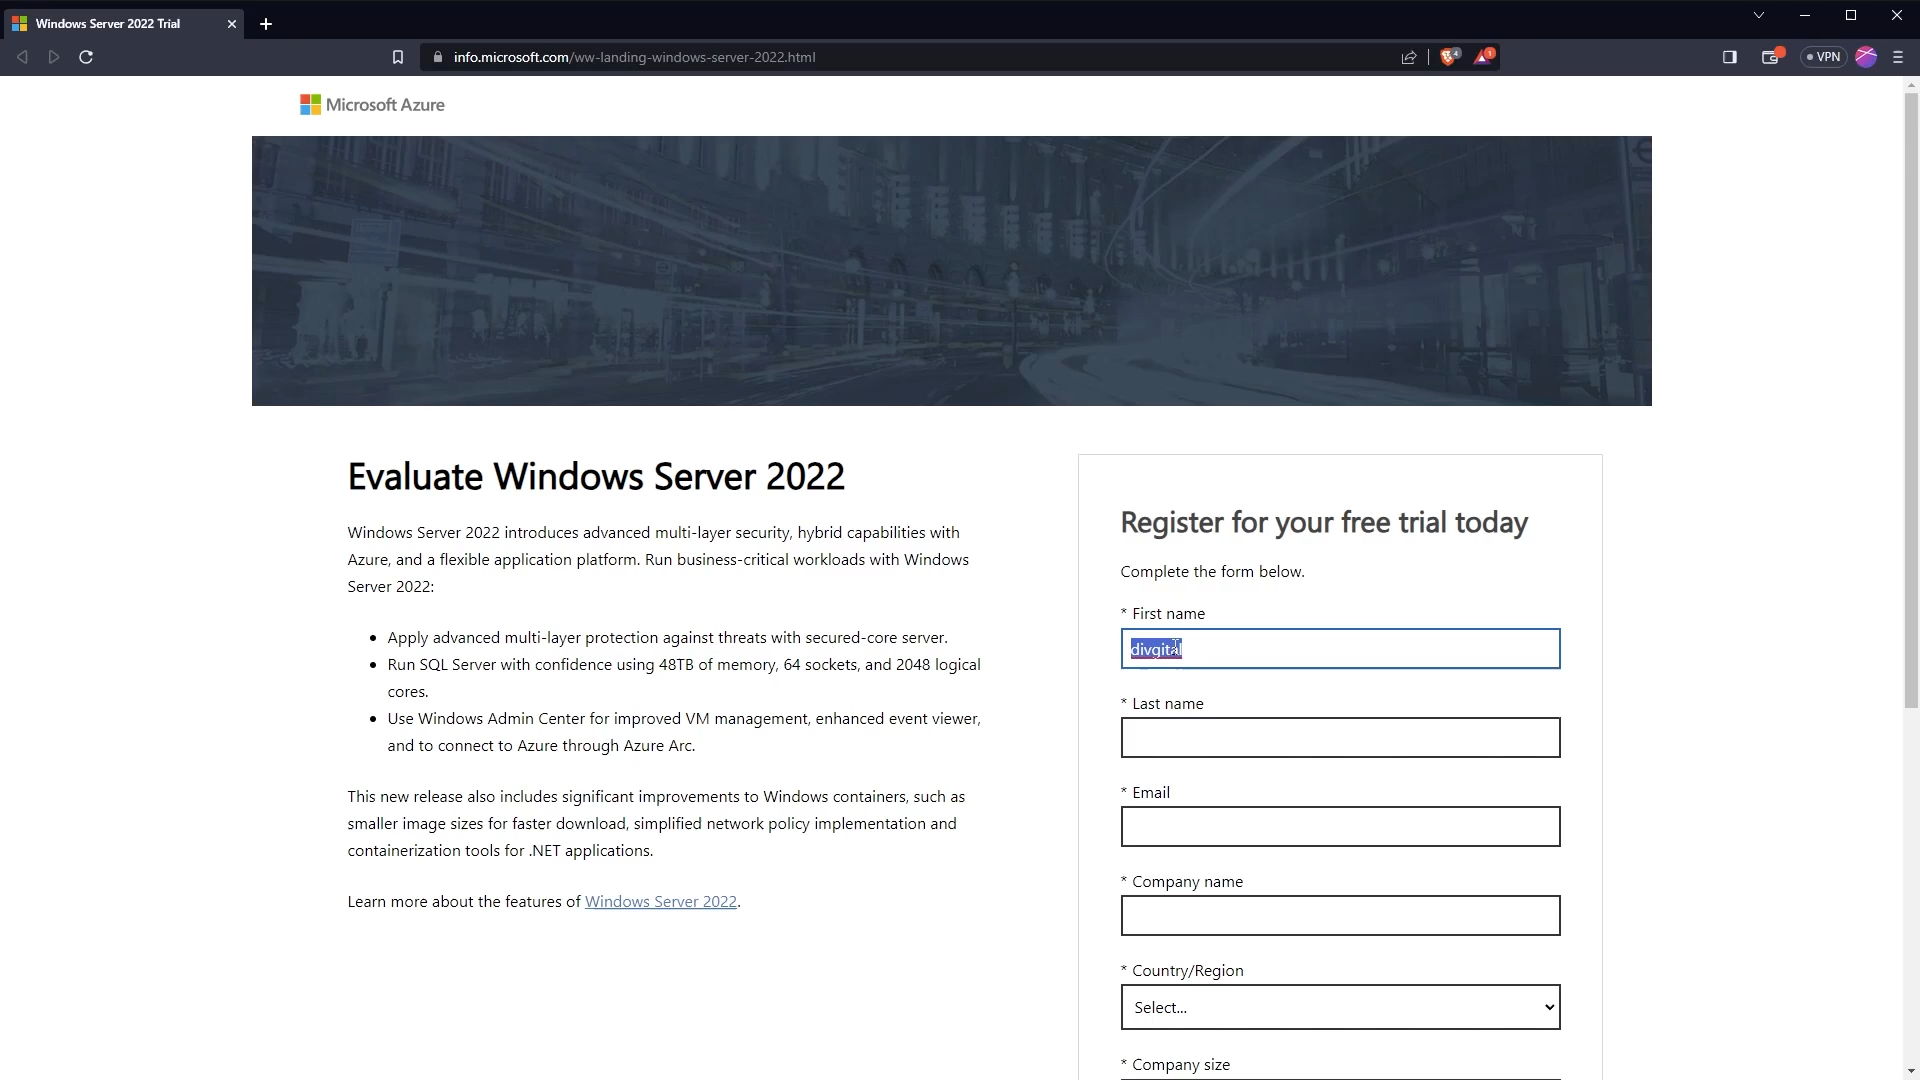 Windows Server 2022 Trial
info.microsoft.com/ww-landing-windows-server-2022.html
4
1
VPN
Microsoft Azure
Evaluate Windows Server 2022
Windows Server 2022 introduces advanced multi-layer security, hybrid capabilities with
Azure, and a flexible application platform. Run business-critical workloads with Windows
Server 2022:
• Apply advanced multi-layer protection against threats with secured-core server.
• Run SQL Server with confidence using 48TB of memory, 64 sockets, and 2048 logical
cores.
• Use Windows Admin Center for improved VM management, enhanced event viewer,
and to connect to Azure through Azure Arc.
This new release also includes significant improvements to Windows containers, such as
smaller image sizes for faster download, simplified network policy implementation and
containerization tools for .NET applications.
Learn more about the features of Windows Server 2022.
Register for your free trial today
Complete the form below.
* First name
divgital
* Last name
* Email
* Company name
* Country/Region
Select...
* Company size